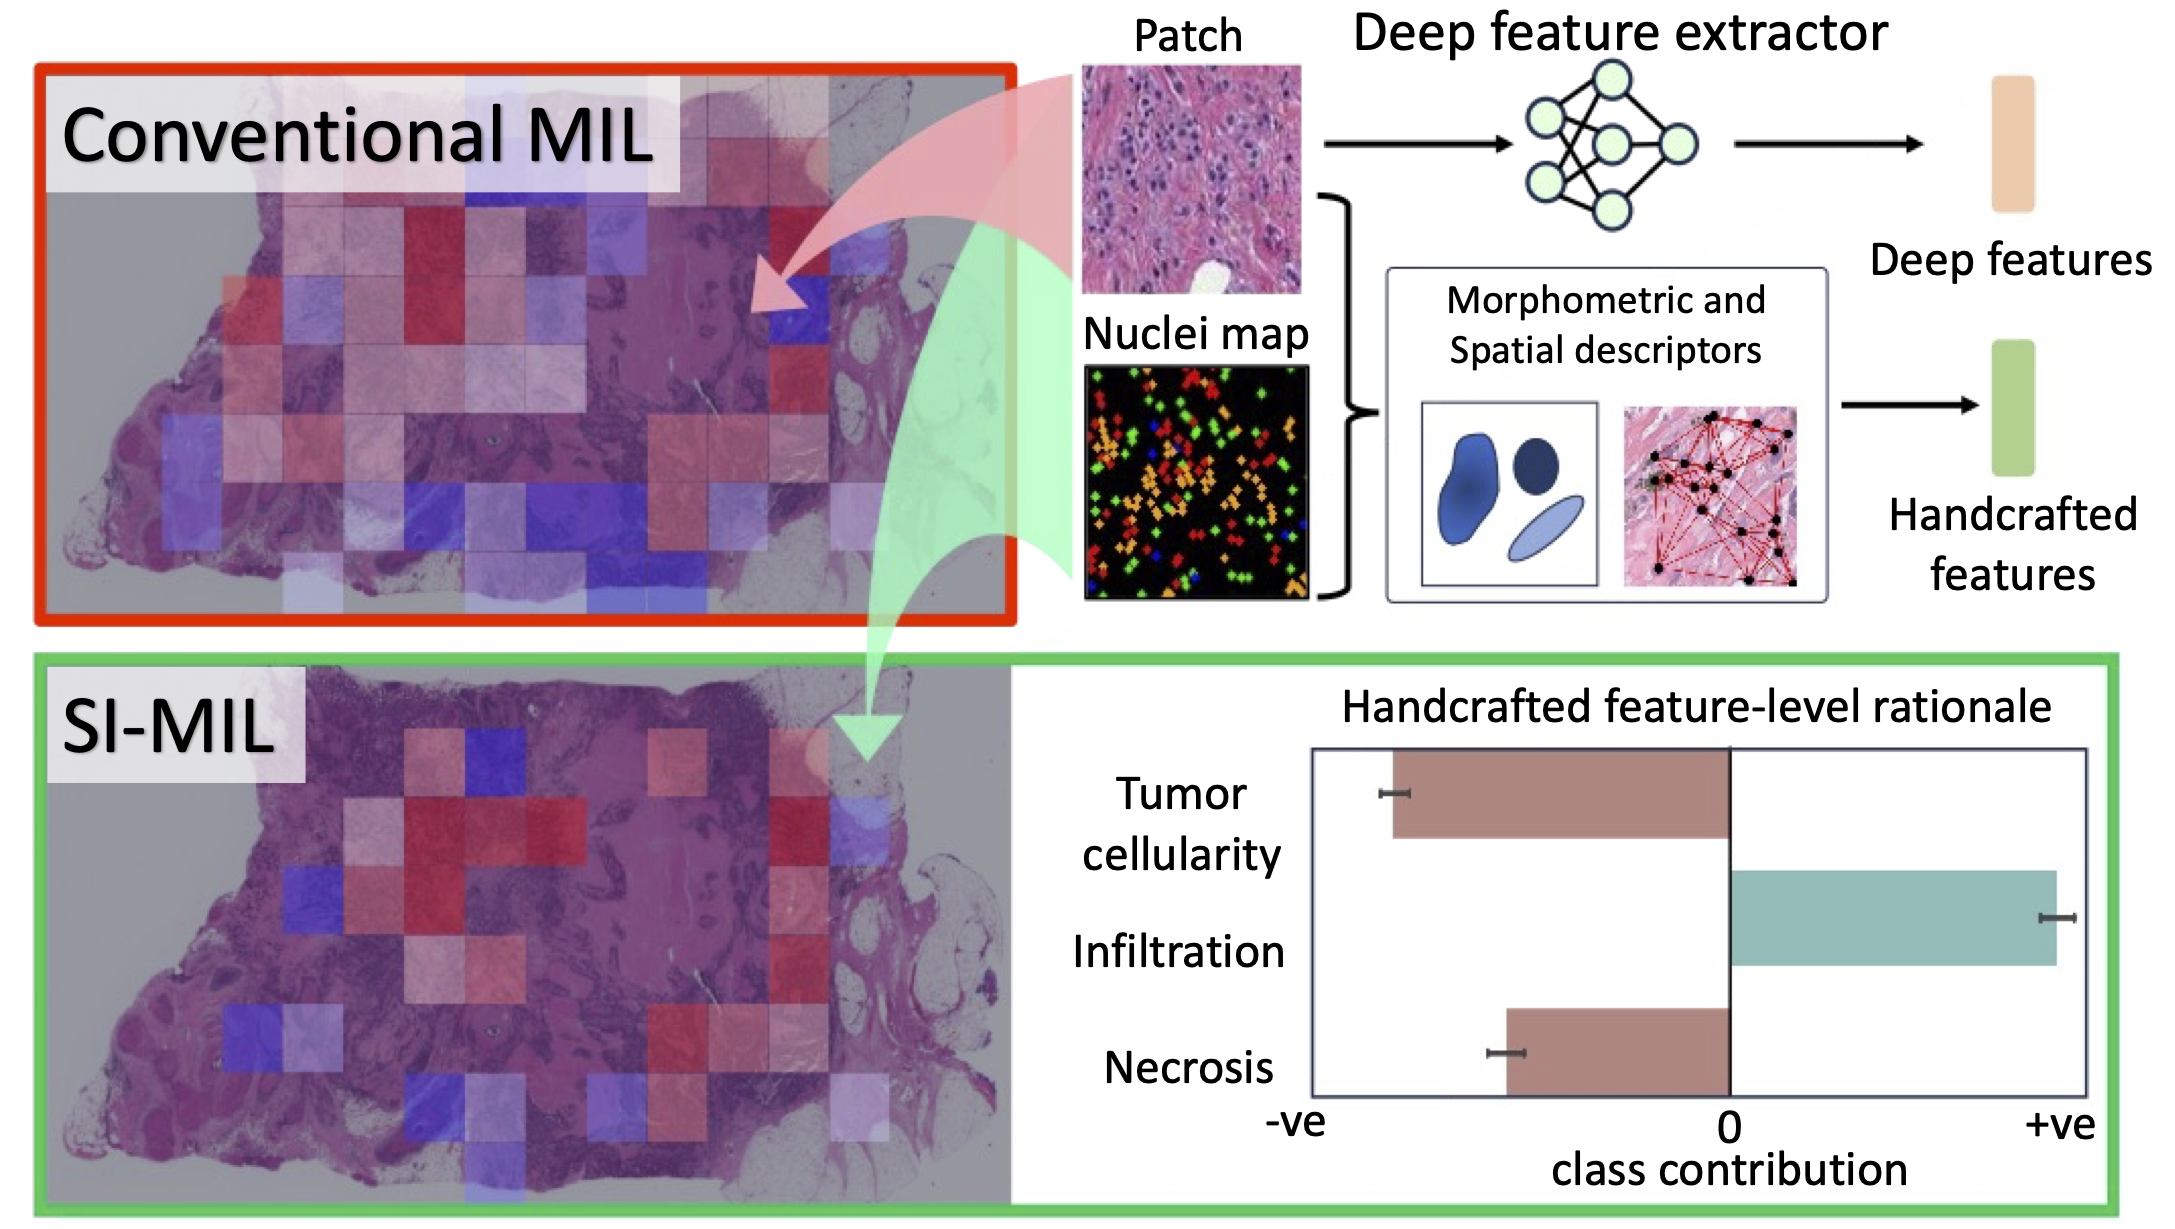 Conventional MIL
Patch
Deep feature extractor
Deep features
Nuclei map
Morphometric and
Spatial descriptors
Handcrafted
features
SI-MIL
Handcrafted feature-level rationale
Tumor
cellularity
Infiltration
Necrosis
-ve
0
+ve
class contribution